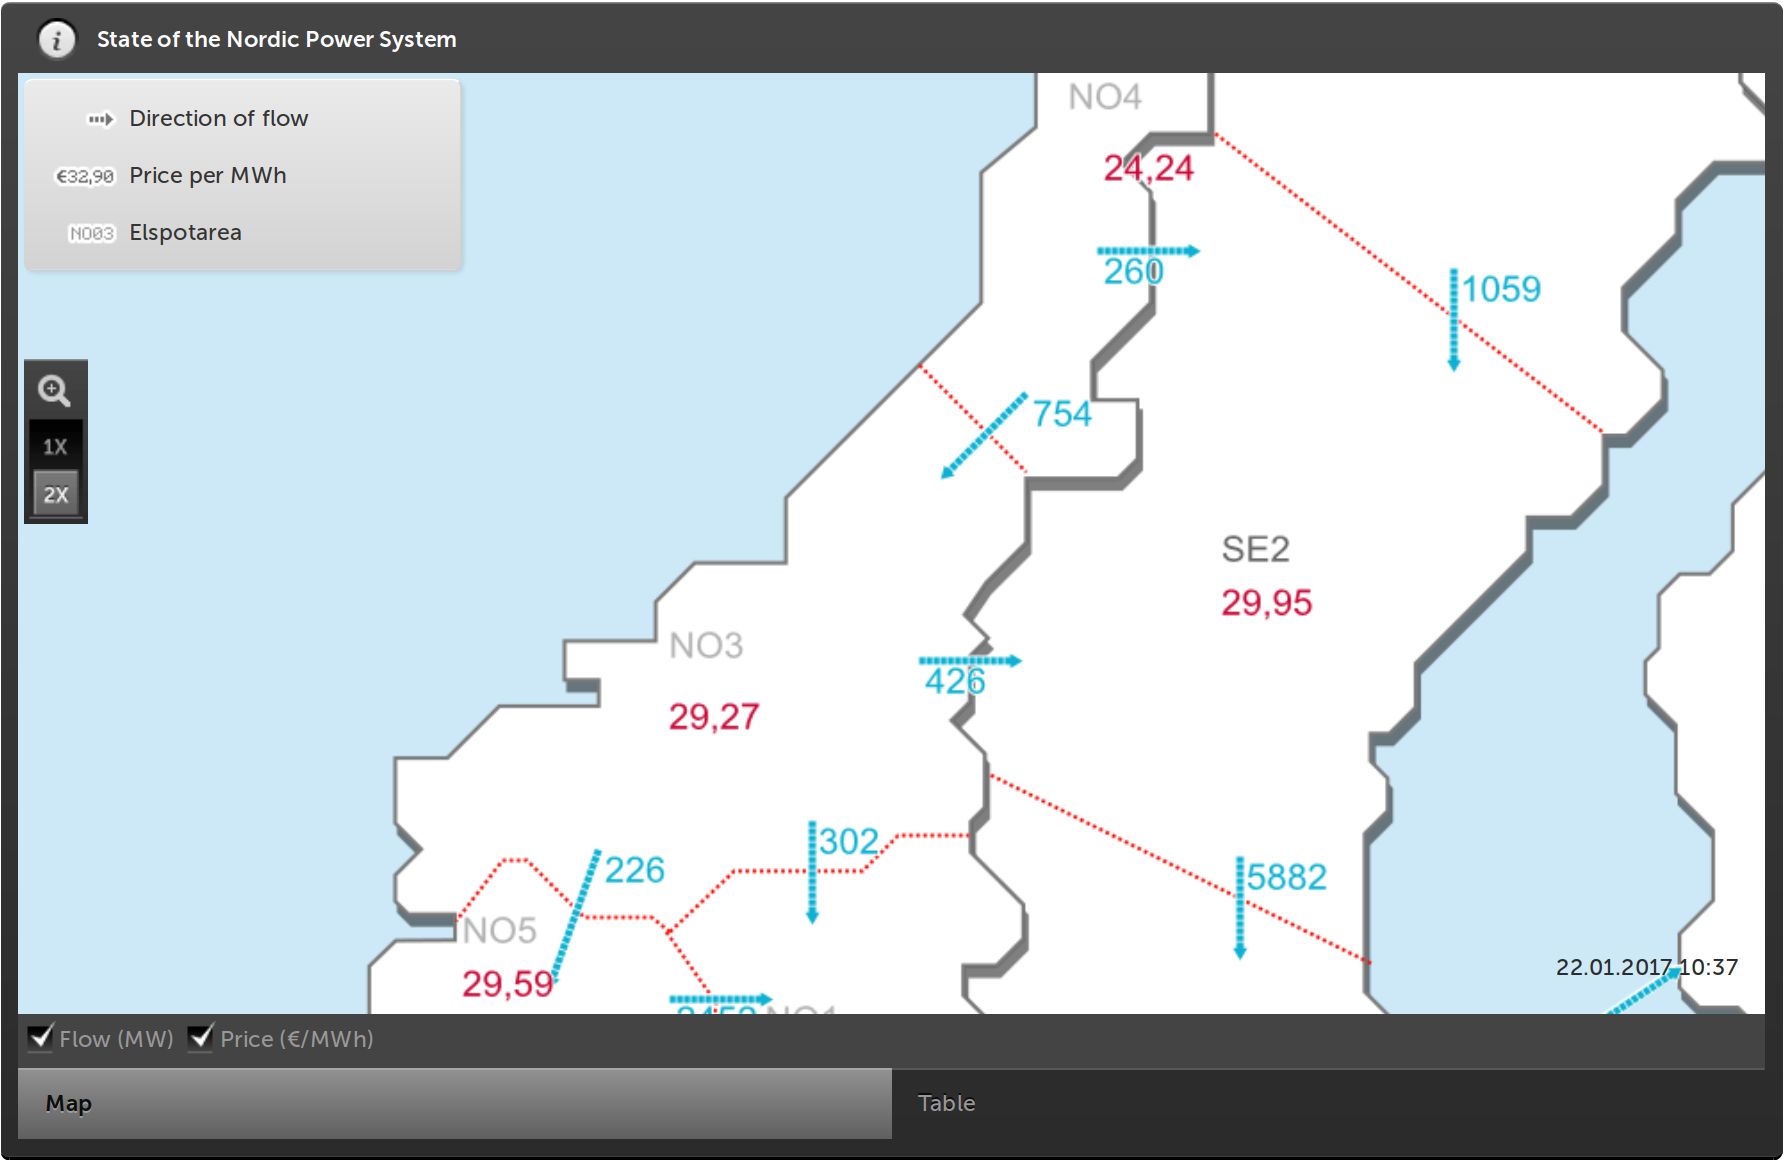 State of the Nordic Power System
Direction of flow
€32,90 Price per MWh
NO03 Elspotarea
NO4
24,24
260
1059
754
1X
2X
SE2
29,95
NO3
426
29,27
302
226
5882
NO5
29,59
22.01.2017 10:37
NO1
Flow (MW) Price (€/MWh)
Map Table